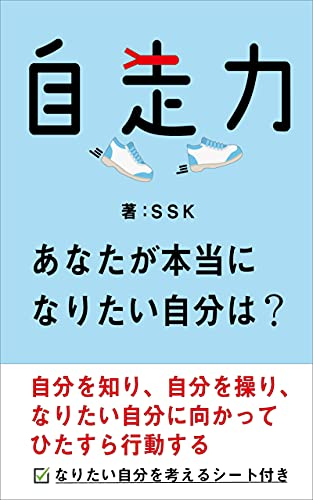 自走力
著：SSK
あなたが本当に
なりたい自分は？
自分を知り、自分を操り、
なりたい自分に向かって
ひたすら行動する
なりたい自分を考えるシート付き